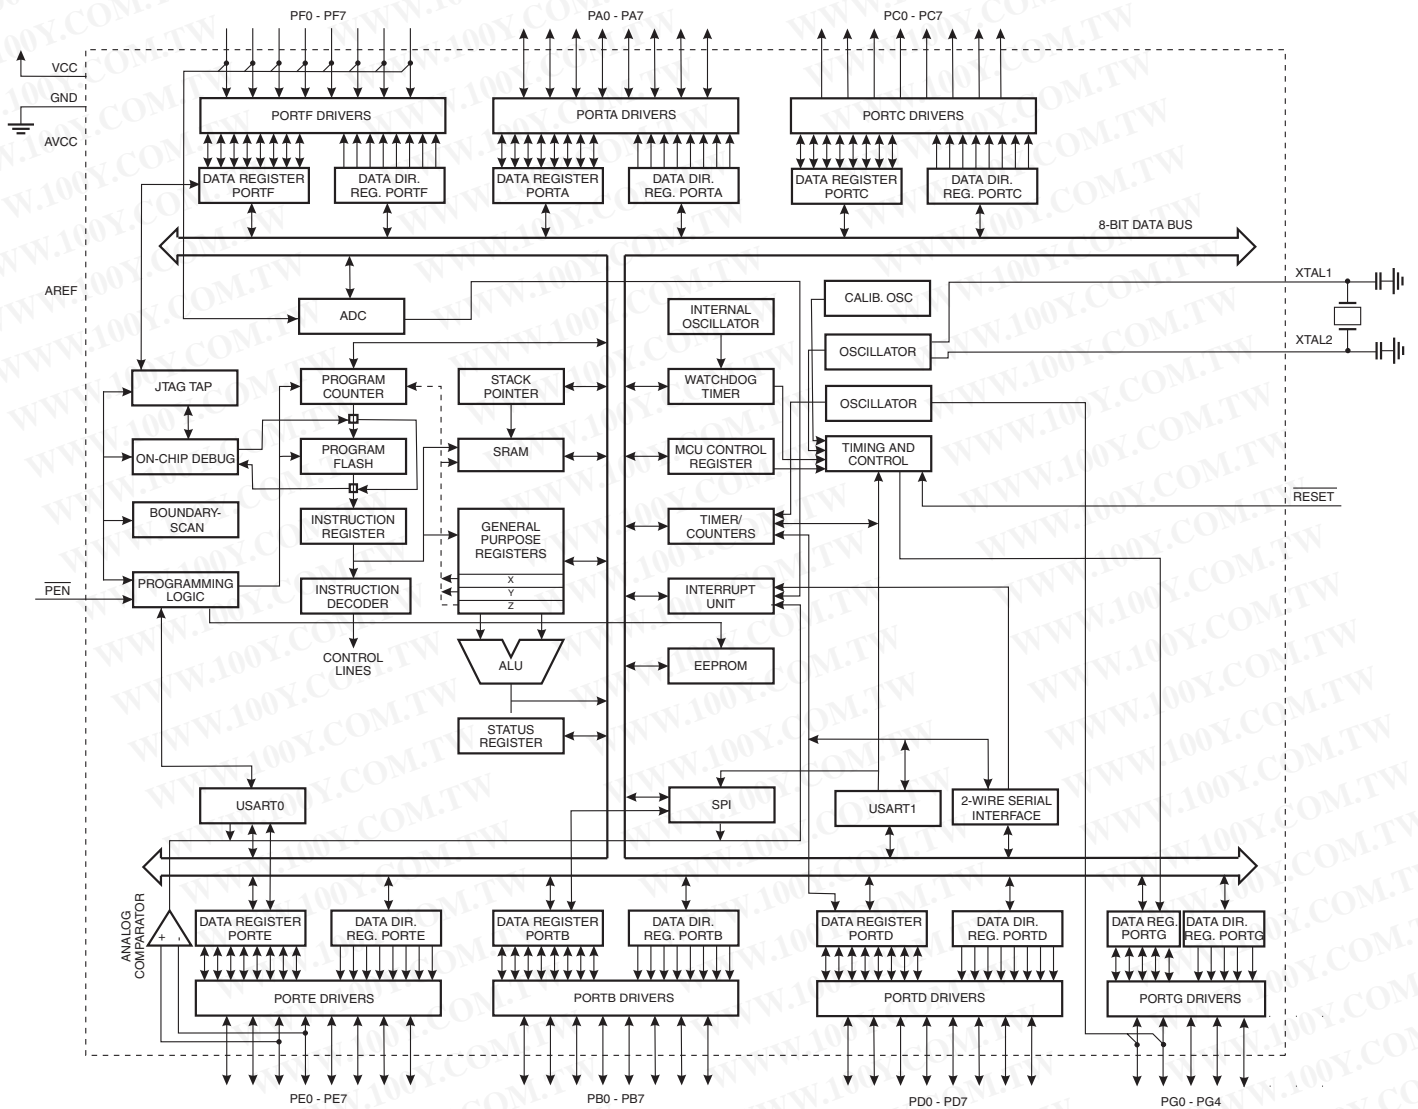 PF0 - PF7
PA0 - PA7
PC0 - PC7
VCC
GND
AVCC
PORTF DRIVERS
PORTA DRIVERS
PORTC DRIVERS
DATA REGISTER
PORTF
DATA DIR.
REG. PORTF
DATA REGISTER
PORTA
DATA DIR.
REG. PORTA
DATA REGISTER
PORTC
DATA DIR.
REG. PORTC
8-BIT DATA BUS
AREF
XTAL1
XTAL2
ADC
INTERNAL
OSCILLATOR
CALIB. OSC
OSCILLATOR
JTAG TAP
PROGRAM
COUNTER
STACK
POINTER
WATCHDOG
TIMER
OSCILLATOR
ON-CHIP DEBUG
PROGRAM
FLASH
SRAM
MCU CONTROL
REGISTER
TIMING AND
CONTROL
RESET
BOUNDARY-
SCAN
INSTRUCTION
REGISTER
GENERAL
PURPOSE
REGISTERS
X
Y
Z
TIMER/
COUNTERS
PEN
PROGRAMMING
LOGIC
INSTRUCTION
DECODER
INTERRUPT
UNIT
CONTROL
LINES
ALU
EEPROM
STATUS
REGISTER
USART0
SPI
USART1
2-WIRE SERIAL
INTERFACE
ANALOG
COMPARATOR
+
-
DATA REGISTER
PORTE
DATA DIR.
REG. PORTE
DATA REGISTER
PORTB
DATA DIR.
REG. PORTB
DATA REGISTER
PORTD
DATA DIR.
REG. PORTD
DATA REG.
PORTG
DATA DIR.
REG. PORTG
PORTE DRIVERS
PORTB DRIVERS
PORTD DRIVERS
PORTG DRIVERS
PE0 - PE7
PB0 - PB7
PD0 - PD7
PG0 - PG4
WWW.100Y.COM.TW